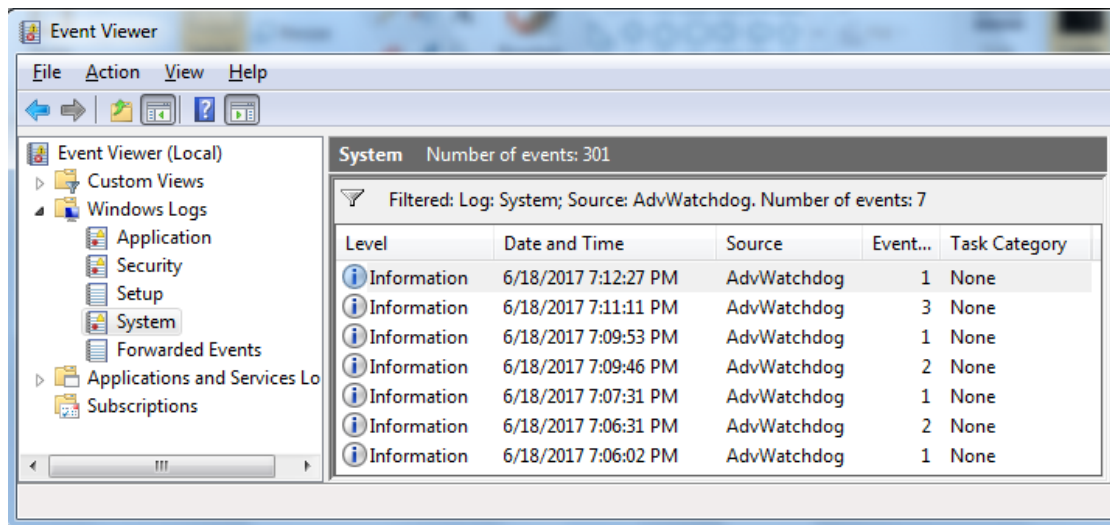 Event Viewer
File Action View Help
Event Viewer (Local)
Custom Views
Windows Logs
Application
Security
Setup
System
Forwarded Events
Applications and Services Lo
Subscriptions
System Number of events: 301
Filtered: Log: System; Source: AdvWatchdog. Number of events: 7
Level Date and Time Source Event... Task Category
Information 6/18/2017 7:12:27 PM AdvWatchdog 1 None
Information 6/18/2017 7:11:11 PM AdvWatchdog 3 None
Information 6/18/2017 7:09:53 PM AdvWatchdog 1 None
Information 6/18/2017 7:09:46 PM AdvWatchdog 2 None
Information 6/18/2017 7:07:31 PM AdvWatchdog 1 None
Information 6/18/2017 7:06:31 PM AdvWatchdog 2 None
Information 6/18/2017 7:06:02 PM AdvWatchdog 1 None